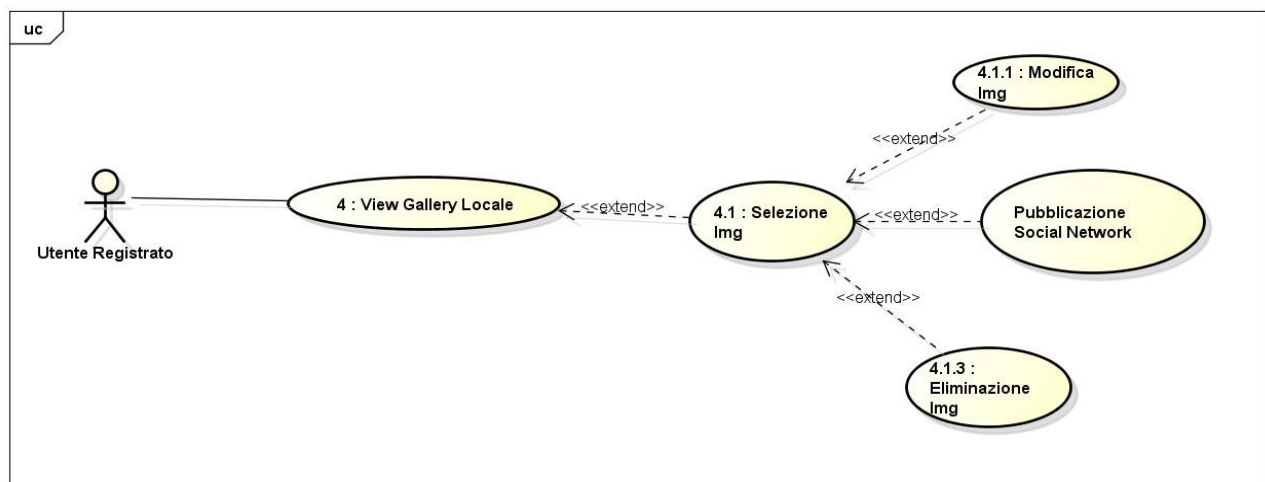 uc
4.1.1 : Modifica
Img
<<extend>>
4 : View Gallery Locale
<<extend>>
4.1 : Selezione
Img
<<extend>>
Pubblicazione
Social Network
Utente Registrato
<<extend>>
4.1.3 :
Eliminazione
Img